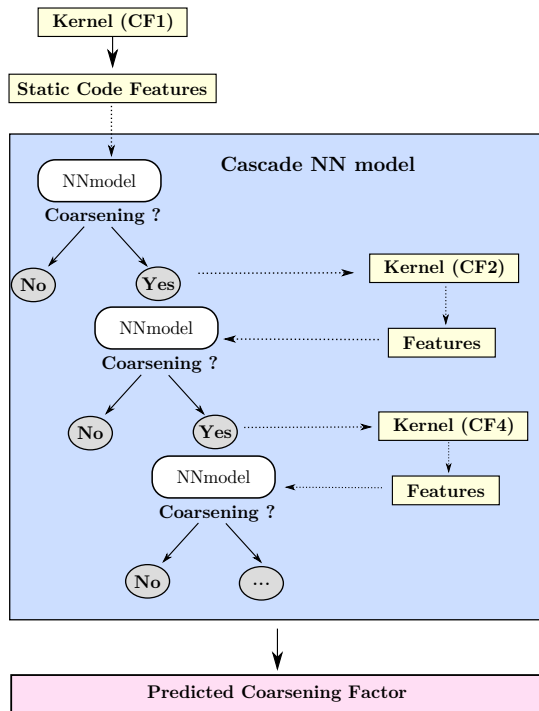 Kernel (CF1)
Static Code Features
Cascade NN model
NNmodel
Coarsening ?
No
Yes
Kernel (CF2)
NNmodel
Features
Coarsening ?
No
Yes
Kernel (CF4)
NNmodel
Features
Coarsening ?
No
...
Predicted Coarsening Factor